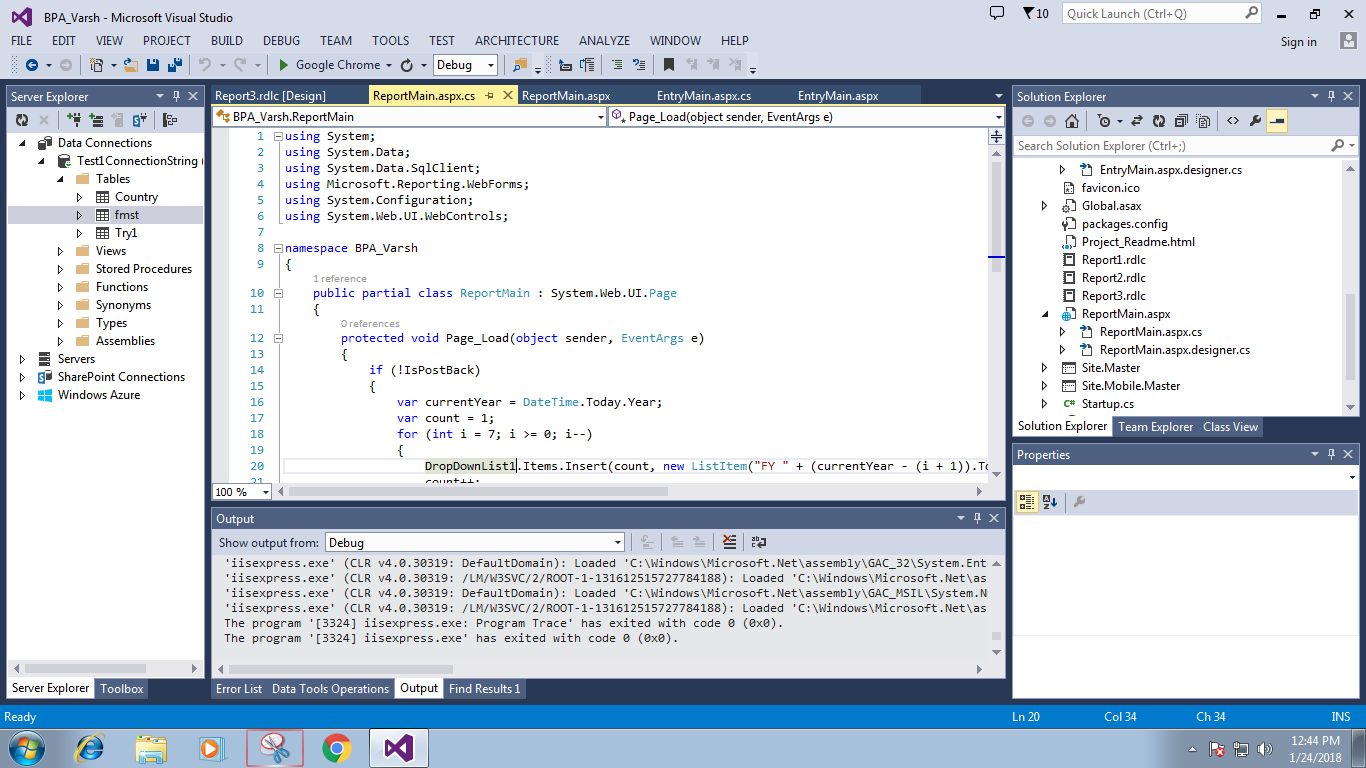 BPA_Varsh - Microsoft Visual Studio
10
Quick Launch (Ctrl+Q)
FILE EDIT VIEW PROJECT BUILD DEBUG TEAM TOOLS TEST ARCHITECTURE ANALYZE WINDOW HELP
Sign in
Google Chrome
Debug
Server Explorer
Data Connections
Test1ConnectionString (
Tables
Country
fmst
Try1
Views
Stored Procedures
Functions
Synonyms
Types
Assemblies
Servers
SharePoint Connections
Windows Azure
Server Explorer Toolbox
Report3.rdlc [Design] ReportMain.aspx.cs ReportMain.aspx EntryMain.aspx.cs EntryMain.aspx
BPA_Varsh.ReportMain Page_Load(object sender, EventArgs e)
1 using System;
2 using System.Data;
3 using System.Data.SqlClient;
4 using Microsoft.Reporting.WebForms;
5 using System.Configuration;
6 using System.Web.UI.WebControls;
7
8 namespace BPA_Varsh
9 {
1 reference
10 public partial class ReportMain : System.Web.UI.Page
11 {
0 references
12 protected void Page_Load(object sender, EventArgs e)
13 {
14 if (!IsPostBack)
15 {
16 var currentYear = DateTime.Today.Year;
17 var count = 1;
18 for (int i = 7; i >= 0; i--)
19 {
20 DropDownList1.Items.Insert(count, new ListItem("FY " + (currentYear - (i + 1)).To
21 count++;
100 %
Output
Show output from: Debug
'iisexpress.exe' (CLR v4.0.30319: DefaultDomain): Loaded 'C:\Windows\Microsoft.Net\assembly\GAC_32\System.Ent
'iisexpress.exe' (CLR v4.0.30319: /LM/W3SVC/2/ROOT-1-131612515727784188): Loaded 'C:\Windows\Microsoft.Net\as
'iisexpress.exe' (CLR v4.0.30319: DefaultDomain): Loaded 'C:\Windows\Microsoft.Net\assembly\GAC_MSIL\System.N
'iisexpress.exe' (CLR v4.0.30319: /LM/W3SVC/2/ROOT-1-131612515727784188): Loaded 'C:\Windows\Microsoft.Net\as
The program '[3324] iisexpress.exe: Program Trace' has exited with code 0 (0x0).
The program '[3324] iisexpress.exe' has exited with code 0 (0x0).
Error List Data Tools Operations Output Find Results 1
Solution Explorer
Search Solution Explorer (Ctrl+;)
EntryMain.aspx.designer.cs
favicon.ico
Global.asax
packages.config
Project_Readme.html
Report1.rdlc
Report2.rdlc
Report3.rdlc
ReportMain.aspx
ReportMain.aspx.cs
ReportMain.aspx.designer.cs
Site.Master
Site.Mobile.Master
Startup.cs
Solution Explorer Team Explorer Class View
Properties
Ready
Ln 20 Col 34 Ch 34 INS
12:44 PM
1/24/2018